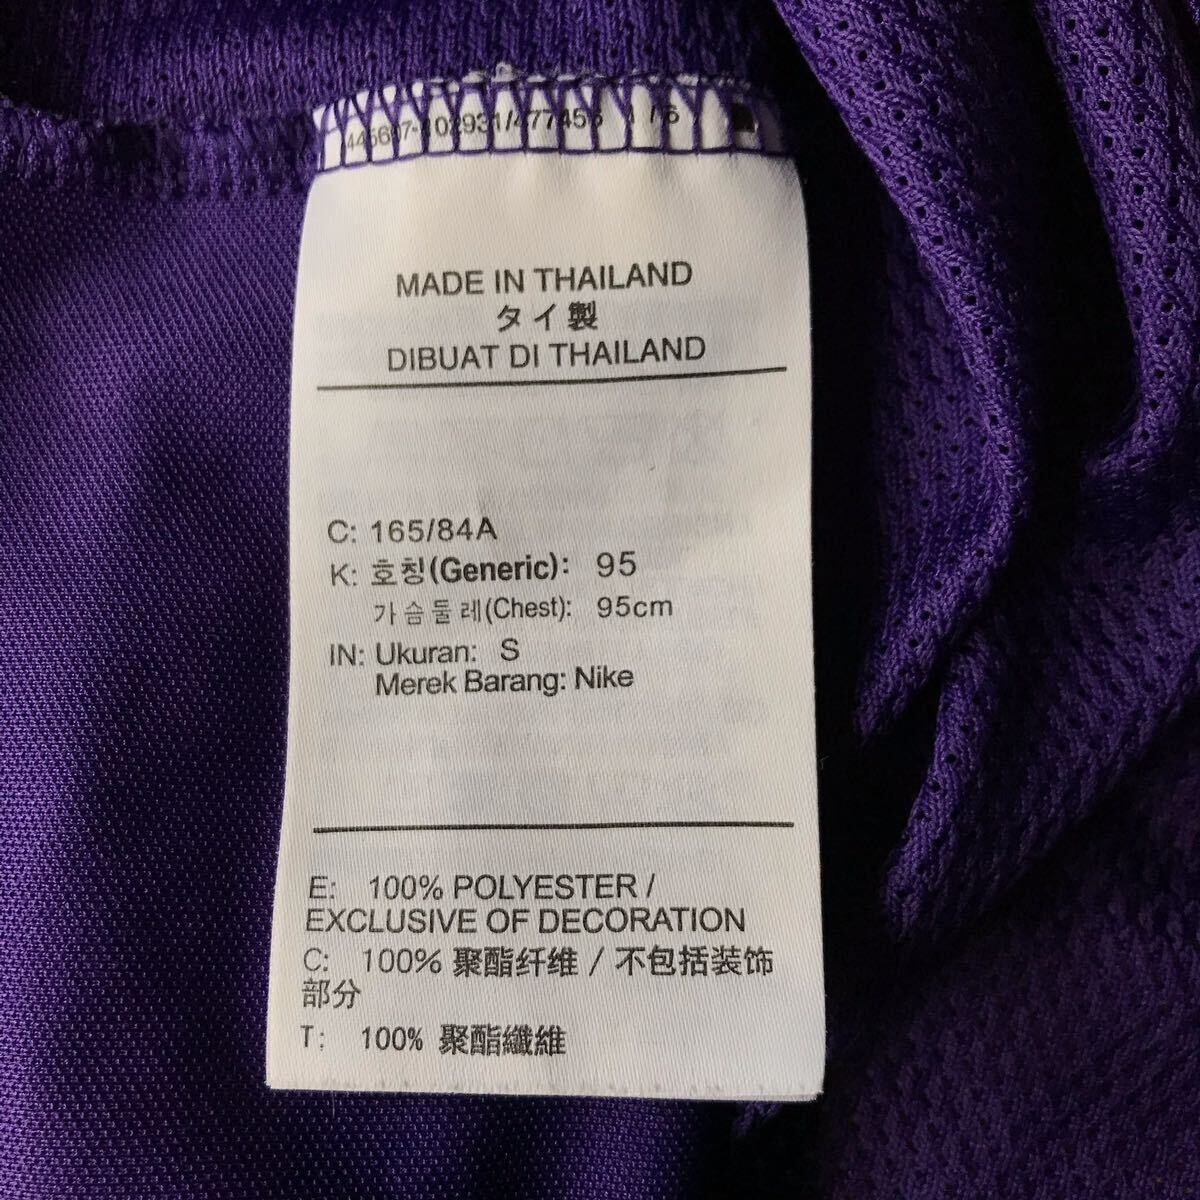 MADE IN THAILAND
タイ製
DIBUAT DI THAILAND
C: 165/84A
K: 호칭(Generic): 95
가슴둘레(Chest): 95cm
IN: Ukuran: S
Merek Barang: Nike
E: 100% POLYESTER /
EXCLUSIVE OF DECORATION
C: 100% 聚酯纤维 / 不包括装饰
部分
T: 100% 聚酯纖維